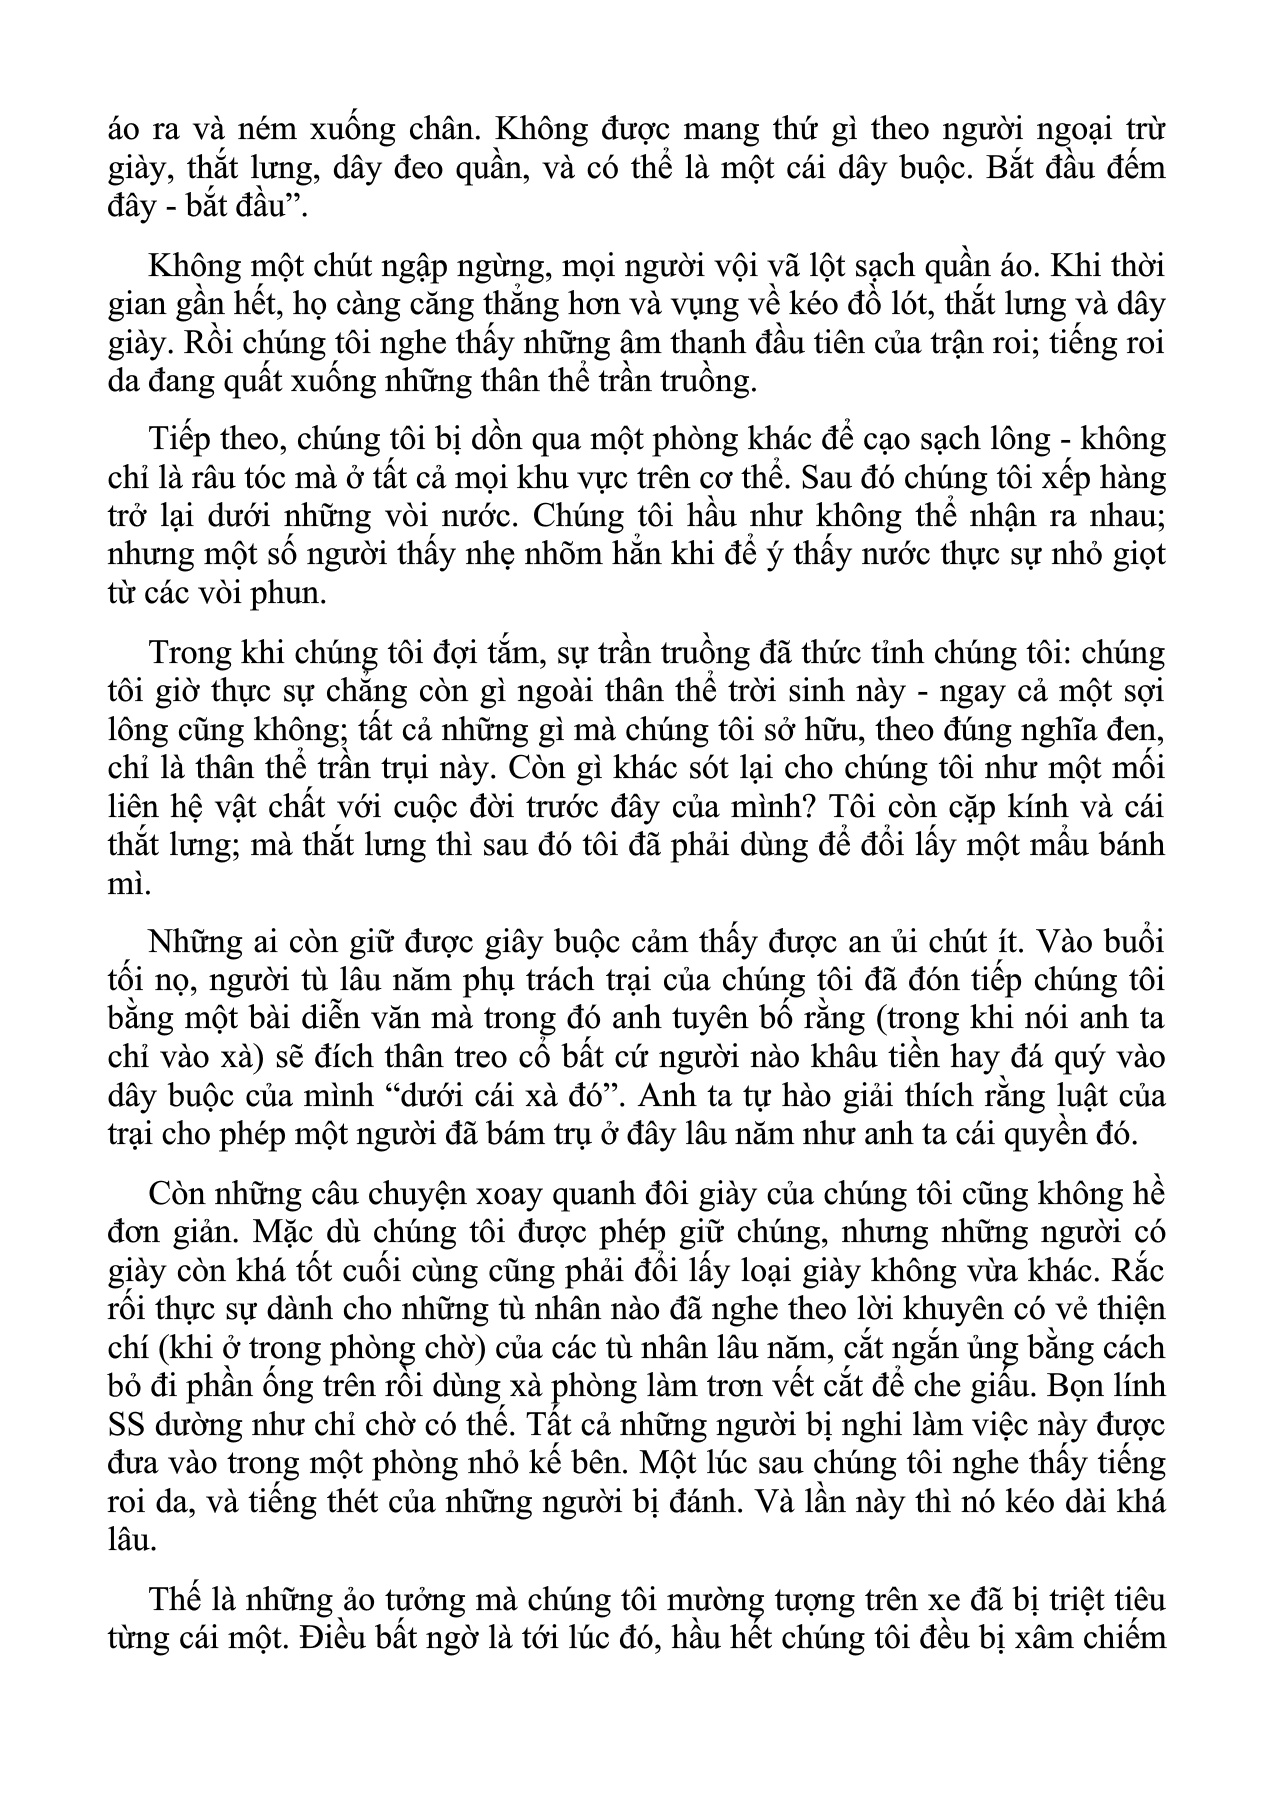 áo ra và ném xuống chân. Không được mang thứ gì theo người ngoại trừ
giày, thắt lưng, dây đeo quần, và có thể là một cái dây buộc. Bắt đầu đếm
đây - bắt đầu”.
Không một chút ngập ngừng, mọi người vội vã lột sạch quần áo. Khi thời
gian gần hết, họ càng căng thẳng hơn và vụng về kéo đồ lót, thắt lưng và dây
giày. Rồi chúng tôi nghe thấy những âm thanh đầu tiên của trận roi; tiếng roi
da đang quất xuống những thân thể trần truồng.
Tiếp theo, chúng tôi bị dồn qua một phòng khác để cạo sạch lông - không
chỉ là râu tóc mà ở tất cả mọi khu vực trên cơ thể. Sau đó chúng tôi xếp hàng
trở lại dưới những vòi nước. Chúng tôi hầu như không thể nhận ra nhau;
nhưng một số người thấy nhẹ nhõm hẳn khi để ý thấy nước thực sự nhỏ giọt
từ các vòi phun.
Trong khi chúng tôi đợi tắm, sự trần truồng đã thức tỉnh chúng tôi: chúng
tôi giờ thực sự chẳng còn gì ngoài thân thể trời sinh này - ngay cả một sợi
lông cũng không; tất cả những gì mà chúng tôi sở hữu, theo đúng nghĩa đen,
chỉ là thân thể trần trụi này. Còn gì khác sót lại cho chúng tôi như một mối
liên hệ vật chất với cuộc đời trước đây của mình? Tôi còn cặp kính và cái
thắt lưng; mà thắt lưng thì sau đó tôi đã phải dùng để đổi lấy một mẩu bánh
mì.
Những ai còn giữ được giây buộc cảm thấy được an ủi chút ít. Vào buổi
tối nọ, người tù lâu năm phụ trách trại của chúng tôi đã đón tiếp chúng tôi
bằng một bài diễn văn mà trong đó anh tuyên bố rằng (trong khi nói anh ta
chỉ vào xà) sẽ đích thân treo cổ bất cứ người nào khâu tiền hay đá quý vào
dây buộc của mình “dưới cái xà đó”. Anh ta tự hào giải thích rằng luật của
trại cho phép một người đã bám trụ ở đây lâu năm như anh ta cái quyền đó.
Còn những câu chuyện xoay quanh đôi giày của chúng tôi cũng không hề
đơn giản. Mặc dù chúng tôi được phép giữ chúng, nhưng những người có
giày còn khá tốt cuối cùng cũng phải đổi lấy loại giày không vừa khác. Rắc
rối thực sự dành cho những tù nhân nào đã nghe theo lời khuyên có vẻ thiện
chí (khi ở trong phòng chờ) của các tù nhân lâu năm, cắt ngắn ủng bằng cách
bỏ đi phần ống trên rồi dùng xà phòng làm trơn vết cắt để che giấu. Bọn lính
SS dường như chỉ chờ có thế. Tất cả những người bị nghi làm việc này được
đưa vào trong một phòng nhỏ kế bên. Một lúc sau chúng tôi nghe thấy tiếng
roi da, và tiếng thét của những người bị đánh. Và lần này thì nó kéo dài khá
lâu.
Thế là những ảo tưởng mà chúng tôi mường tượng trên xe đã bị triệt tiêu
từng cái một. Điều bất ngờ là tới lúc đó, hầu hết chúng tôi đều bị xâm chiếm